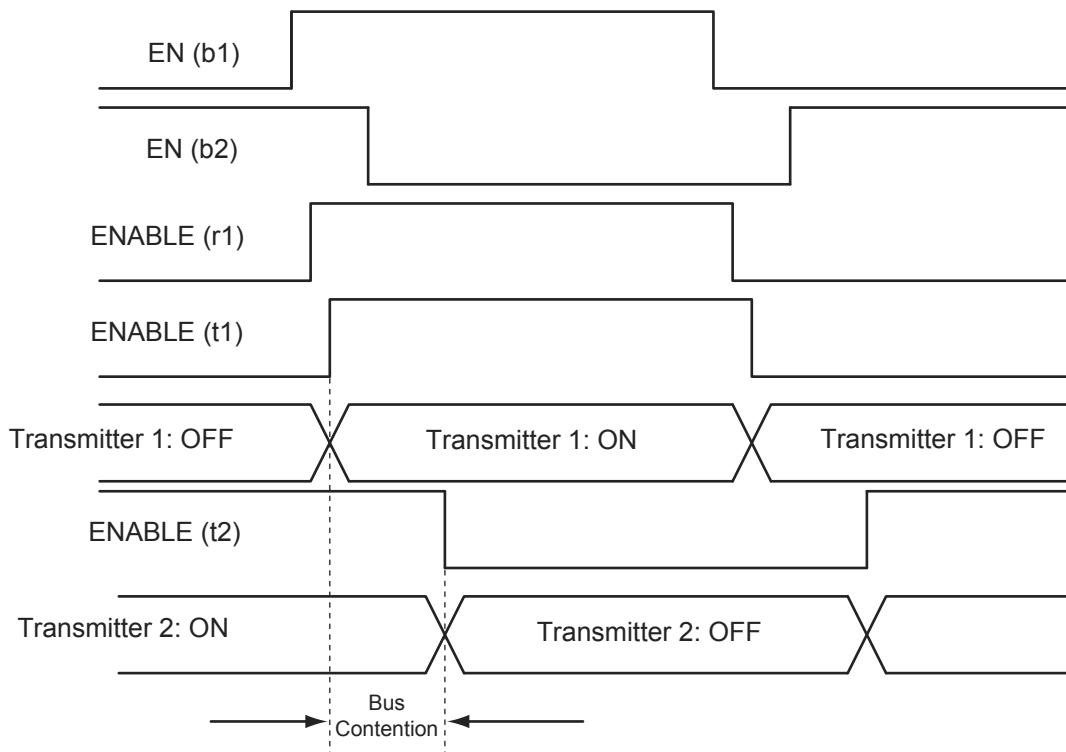 EN (b1)
EN (b2)
ENABLE (r1)
ENABLE (t1)
Transmitter 1: OFF
Transmitter 1: ON
Transmitter 1: OFF
ENABLE (t2)
Transmitter 2: ON
Transmitter 2: OFF
Bus
Contention